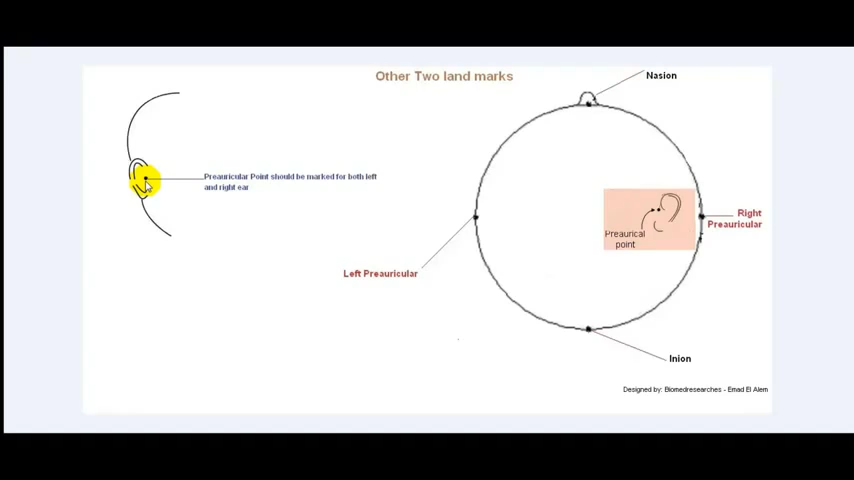 Other Two land marks
Nasion
Preauricular Point should be marked for both left
and right ear
Right
Preauricular
Preaurical
point
Left Preauricular
Inion
Designed by: Biomedresearches - Emad El Alem